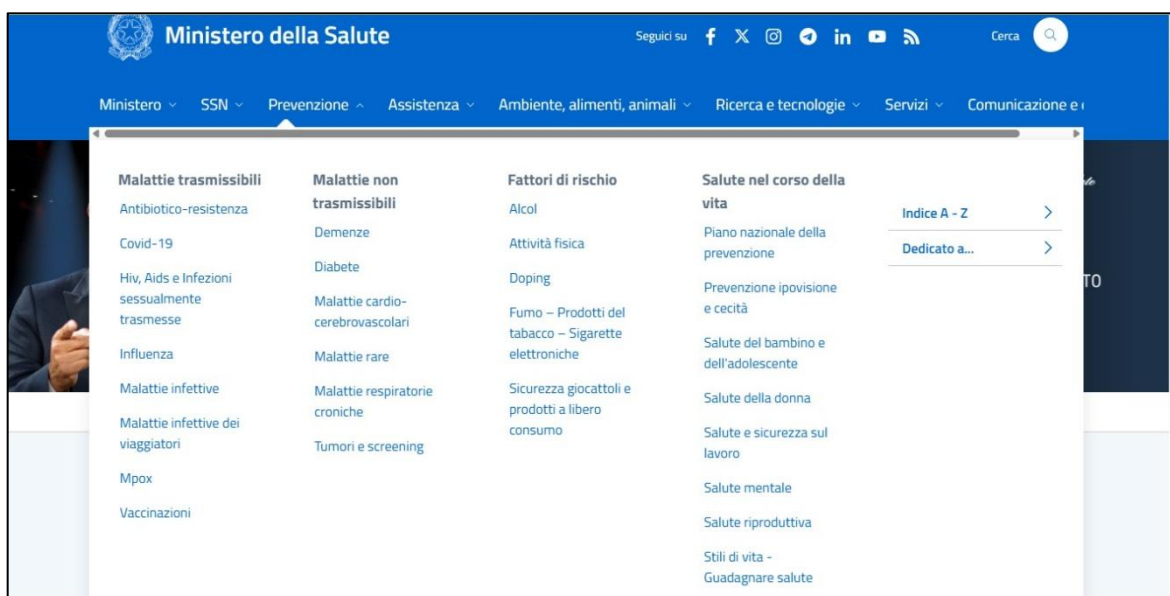 Ministero della Salute
Seguici su
Cerca
Ministero
SSN
Prevenzione
Assistenza
Ambiente, alimenti, animali
Ricerca e tecnologie
Servizi
Comunicazione e
Malattie trasmissibili
Antibiotico-resistenza
Covid-19
Hiv, Aids e Infezioni
sessualmente
trasmesse
Influenza
Malattie infettive
Malattie infettive dei
viaggiatori
Mpox
Vaccinazioni
Malattie non
trasmissibili
Demenze
Diabete
Malattie cardio-
cerebrovascolari
Malattie rare
Malattie respiratorie
croniche
Tumori e screening
Fattori di rischio
Alcol
Attività fisica
Doping
Fumo – Prodotti del
tabacco – Sigarette
elettroniche
Sicurezza giocattoli e
prodotti a libero
consumo
Salute nel corso della
vita
Piano nazionale della
prevenzione
Prevenzione ipovisione
e cecità
Salute del bambino e
dell'adolescente
Salute della donna
Salute e sicurezza sul
lavoro
Salute mentale
Salute riproduttiva
Stili di vita -
Guadagnare salute
Indice A - Z
Dedicato a...
TO